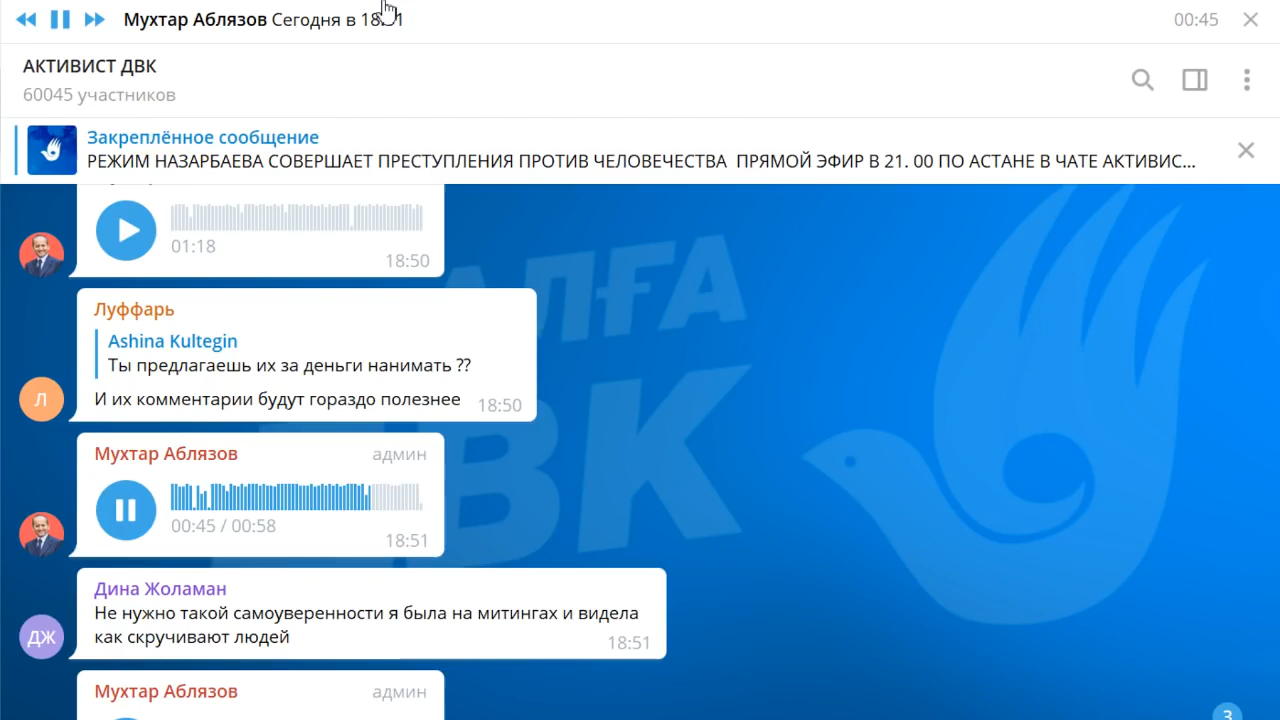 Мухтар Аблязов Сегодня в 18:51
00:45
АКТИВИСТ ДВК
60045 участников
Закреплённое сообщение
РЕЖИМ НАЗАРБАЕВА СОВЕРШАЕТ ПРЕСТУПЛЕНИЯ ПРОТИВ ЧЕЛОВЕЧЕСТВА ПРЯМОЙ ЭФИР В 21. 00 ПО АСТАНЕ В ЧАТЕ АКТИВИС...
01:18
18:50
АЛҒА
ДВК
Луффарь
Ashina Kultegin
Ты предлагаешь их за деньги нанимать ??
И их комментарии будут гораздо полезнее
18:50
Л
Мухтар Аблязов админ
00:45 / 00:58
18:51
Дина Жоламан
Не нужно такой самоуверенности я была на митингах и видела
как скручивают людей
18:51
ДЖ
Мухтар Аблязов админ
3